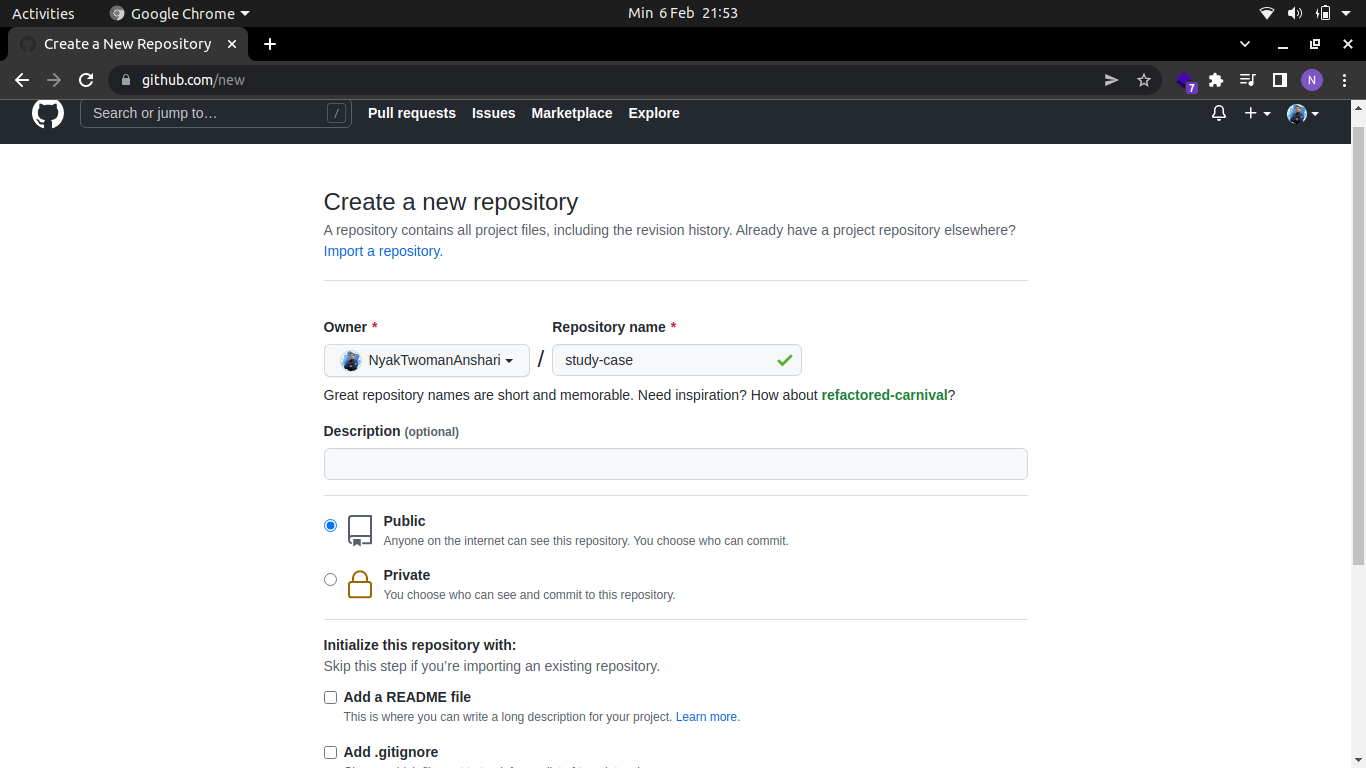 Activities Google Chrome Min 6 Feb 21:53
Create a New Repository
github.com/new 7 N
Search or jump to… / Pull requests Issues Marketplace Explore
Create a new repository
A repository contains all project files, including the revision history. Already have a project repository elsewhere?
Import a repository.
Owner * Repository name *
NyakTwomanAnshari / study-case
Great repository names are short and memorable. Need inspiration? How about refactored-carnival?
Description (optional)
Public
Anyone on the internet can see this repository. You choose who can commit.
Private
You choose who can see and commit to this repository.
Initialize this repository with:
Skip this step if you're importing an existing repository.
Add a README file
This is where you can write a long description for your project. Learn more.
Add .gitignore